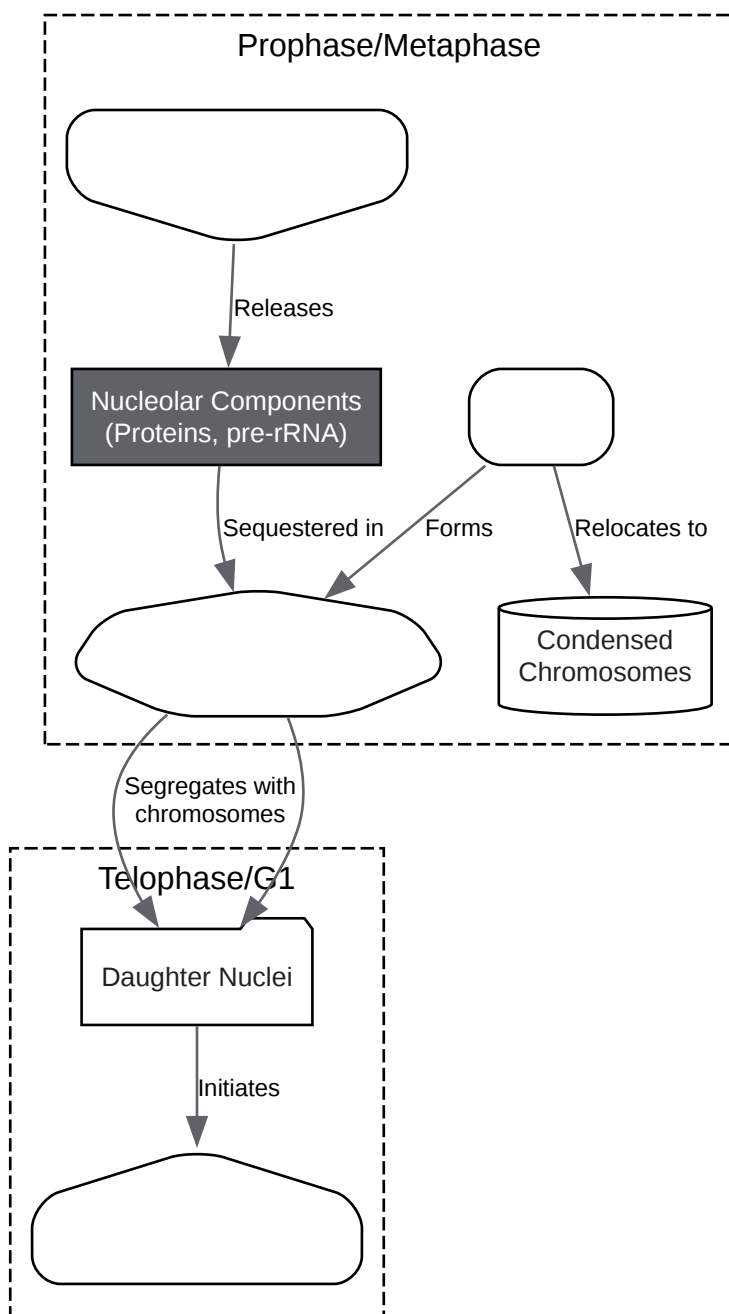 Prophase/Metaphase
Releases
Nucleolar Components
(Proteins, pre-rRNA)
Sequestered in
Forms
Relocates to
Condensed
Chromosomes
Segregates with
chromosomes
Telophase/G1
Daughter Nuclei
Initiates